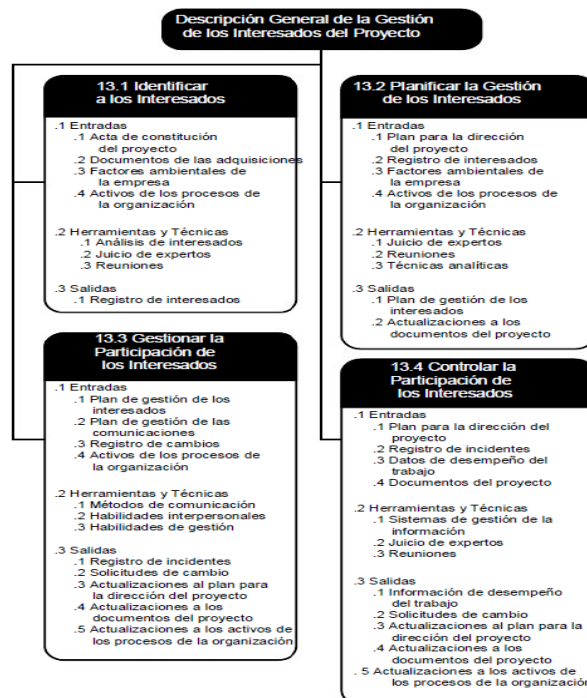 Descripción General de la Gestión
de los Interesados del Proyecto
13.1 Identificar
a los Interesados
.1 Entradas
.1 Acta de constitución
del proyecto
.2 Documentos de las adquisiciones
.3 Factores ambientales de
la empresa
.4 Activos de los procesos de
la organización
.2 Herramientas y Técnicas
.1 Análisis de interesados
.2 Juicio de expertos
.3 Reuniones
.3 Salidas
.1 Registro de interesados
13.2 Planificar la Gestión
de los Interesados
.1 Entradas
.1 Plan para la dirección
del proyecto
.2 Registro de interesados
.3 Factores ambientales de
la empresa
.4 Activos de los procesos de
la organización
.2 Herramientas y Técnicas
.1 Juicio de expertos
.2 Reuniones
.3 Técnicas analíticas
.3 Salidas
.1 Plan de gestión de los
interesados
.2 Actualizaciones a los
documentos del proyecto
13.3 Gestionar la
Participación de
los Interesados
.1 Entradas
.1 Plan de gestión de los
interesados
.2 Plan de gestión de las
comunicaciones
.3 Registro de cambios
.4 Activos de los procesos de
la organización
.2 Herramientas y Técnicas
.1 Métodos de comunicación
.2 Habilidades interpersonales
.3 Habilidades de gestión
.3 Salidas
.1 Registro de incidentes
.2 Solicitudes de cambio
.3 Actualizaciones al plan para
la dirección del proyecto
.4 Actualizaciones a los
documentos del proyecto
.5 Actualizaciones a los activos de
los procesos de la organización
13.4 Controlar la
Participación de
los Interesados
.1 Entradas
.1 Plan para la dirección del
proyecto
.2 Registro de incidentes
.3 Datos de desempeño del
trabajo
.4 Documentos del proyecto
.2 Herramientas y Técnicas
.1 Sistemas de gestión de la
información
.2 Juicio de expertos
.3 Reuniones
.3 Salidas
.1 Información de desempeño
del trabajo
.2 Solicitudes de cambio
.3 Actualizaciones al plan para la
dirección del proyecto
.4 Actualizaciones a los
documentos del proyecto
.5 Actualizaciones a los activos de
los procesos de la organización